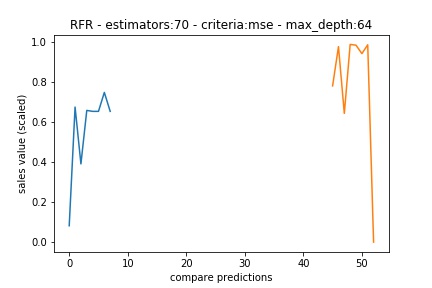 RFR - estimators:70 - criteria:mse - max_depth:64
1.0
0.8
0.6
0.4
0.2
0.0
sales value (scaled)
0 10 20 30 40 50
compare predictions